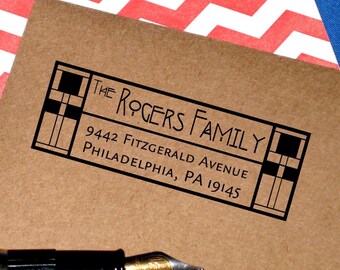 The Rogers Family
9442 Fitzgerald Avenue
Philadelphia, PA 19145